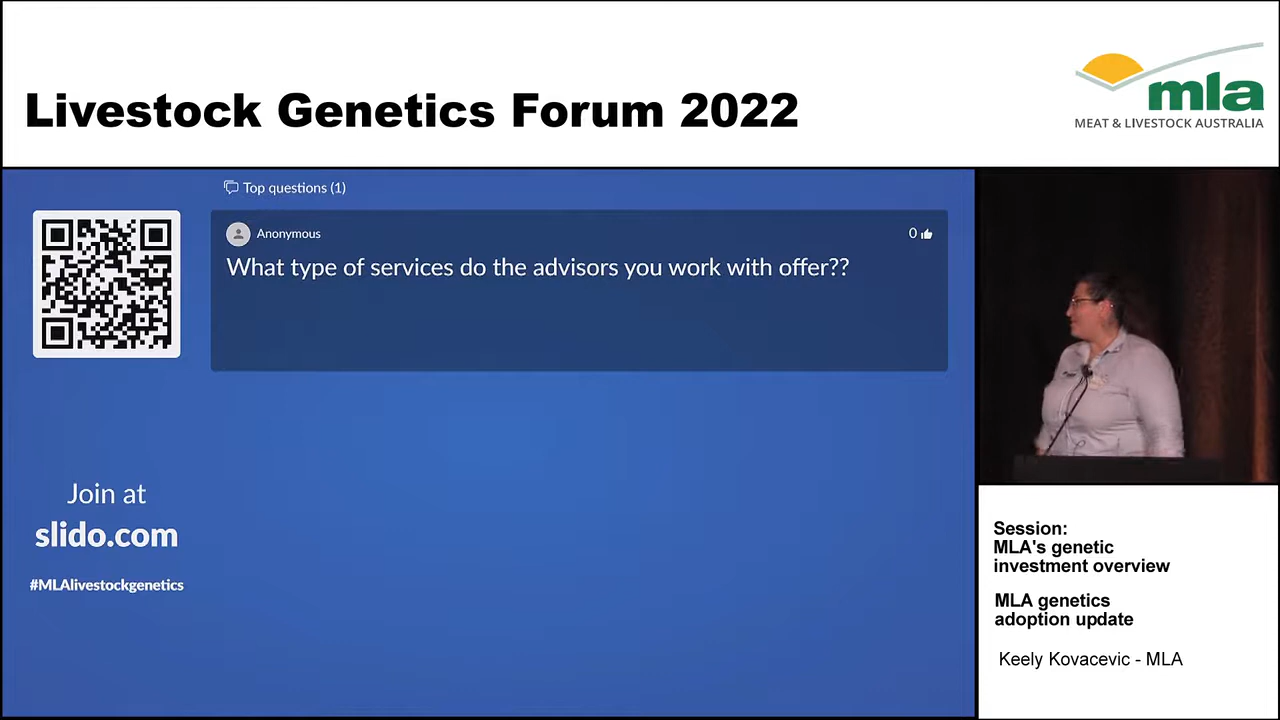 Livestock Genetics Forum 2022
mla
MEAT & LIVESTOCK AUSTRALIA
Top questions (1)
Anonymous
0
What type of services do the advisors you work with offer??
Join at
slido.com
#MLAlivestockgenetics
Session:
MLA's genetic
investment overview
MLA genetics
adoption update
Keely Kovacevic - MLA